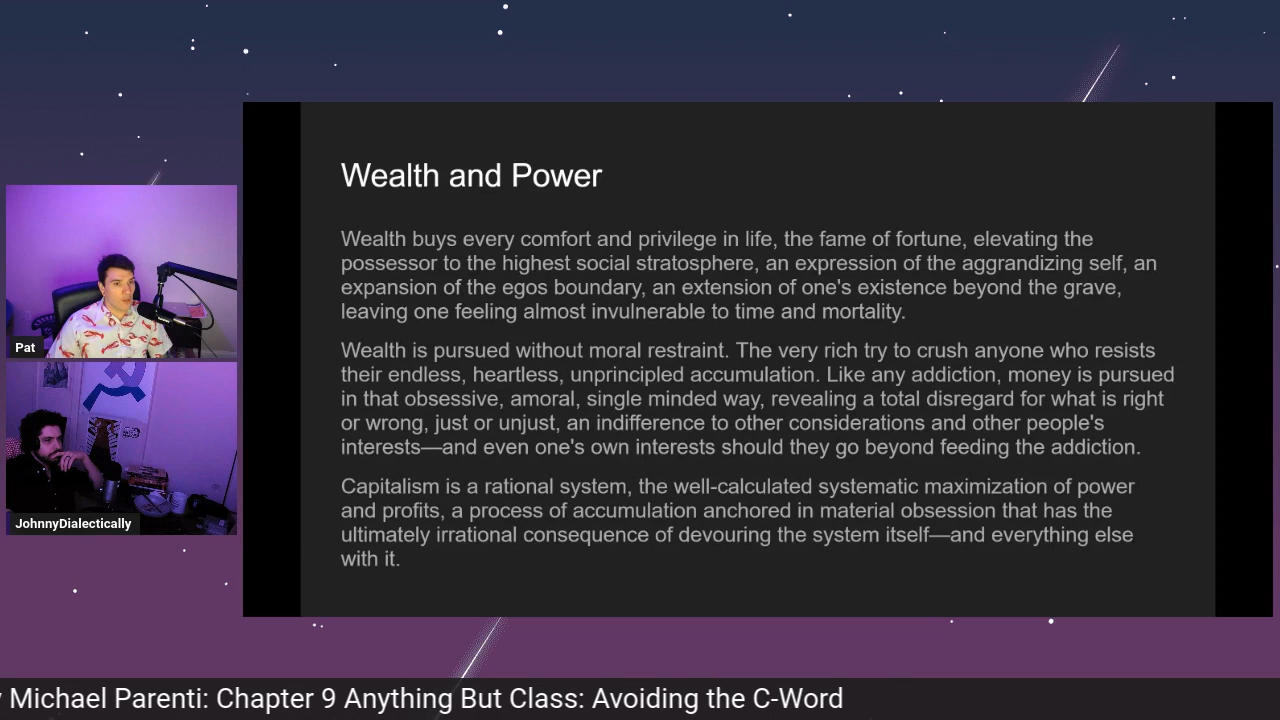 Wealth and Power
Wealth buys every comfort and privilege in life, the fame of fortune, elevating the
possessor to the highest social stratosphere, an expression of the aggrandizing self, an
expansion of the egos boundary, an extension of one's existence beyond the grave,
leaving one feeling almost invulnerable to time and mortality.
Wealth is pursued without moral restraint. The very rich try to crush anyone who resists
their endless, heartless, unprincipled accumulation. Like any addiction, money is pursued
in that obsessive, amoral, single minded way, revealing a total disregard for what is right
or wrong, just or unjust, an indifference to other considerations and other people's
interests—and even one's own interests should they go beyond feeding the addiction.
Capitalism is a rational system, the well-calculated systematic maximization of power
and profits, a process of accumulation anchored in material obsession that has the
ultimately irrational consequence of devouring the system itself—and everything else
with it.
Pat
JohnnyDialectically
Michael Parenti: Chapter 9 Anything But Class: Avoiding the C-Word